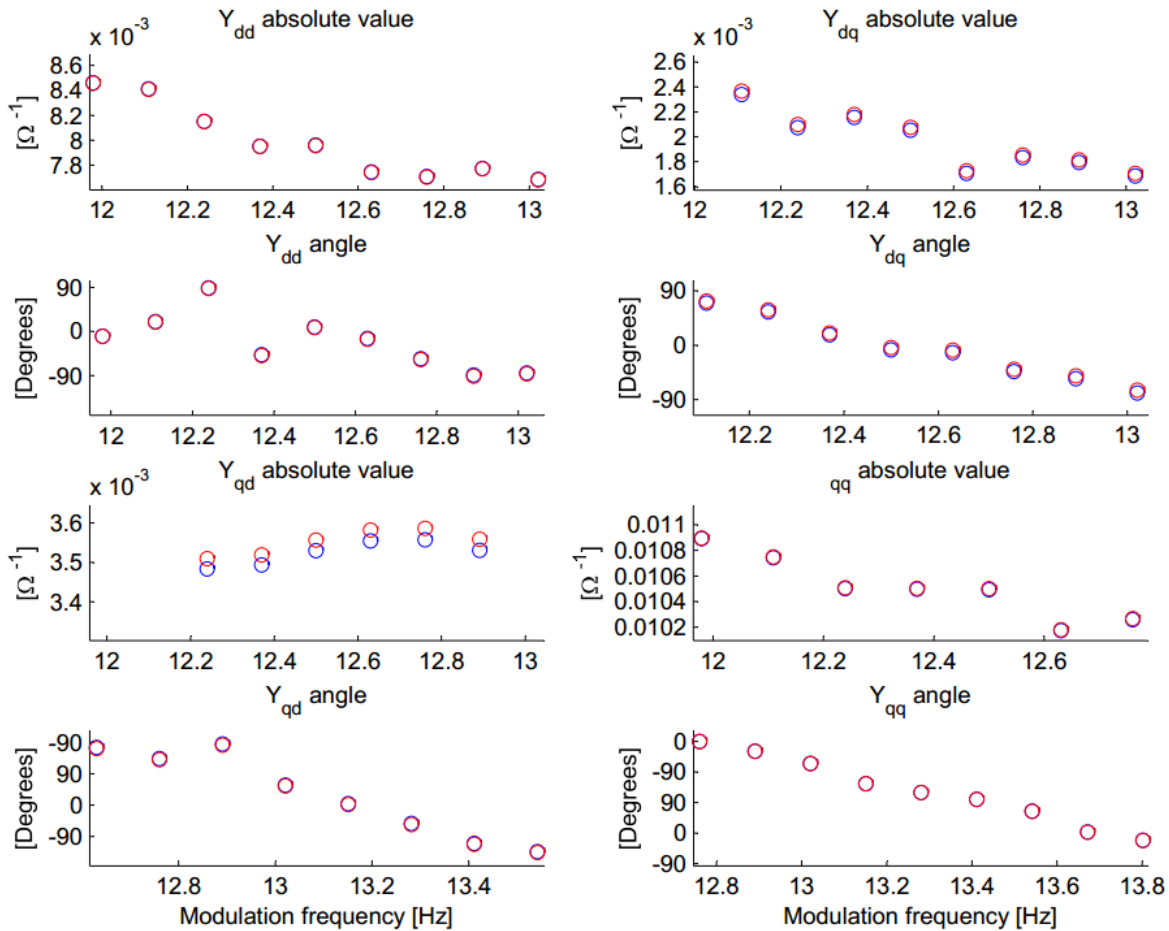 Y_dd absolute value
x 10^-3
[Ω^-1]
8.6
8.4
8.2
8
7.8
12 12.2 12.4 12.6 12.8 13
Y_dq absolute value
x 10^-3
[Ω^-1]
2.6
2.4
2.2
2
1.8
1.6
12 12.2 12.4 12.6 12.8 13
Y_dd angle
[Degrees]
90
0
-90
12 12.2 12.4 12.6 12.8 13
Y_dq angle
[Degrees]
90
0
-90
12.2 12.4 12.6 12.8 13
Y_qd absolute value
x 10^-3
[Ω^-1]
3.6
3.5
3.4
12 12.2 12.4 12.6 12.8 13
qq absolute value
[Ω^-1]
0.011
0.0108
0.0106
0.0104
0.0102
12 12.2 12.4 12.6
Y_qd angle
[Degrees]
-90
90
0
-90
12.8 13 13.2 13.4
Modulation frequency [Hz]
Y_qq angle
[Degrees]
0
-90
90
0
-90
12.8 13 13.2 13.4 13.6 13.8
Modulation frequency [Hz]